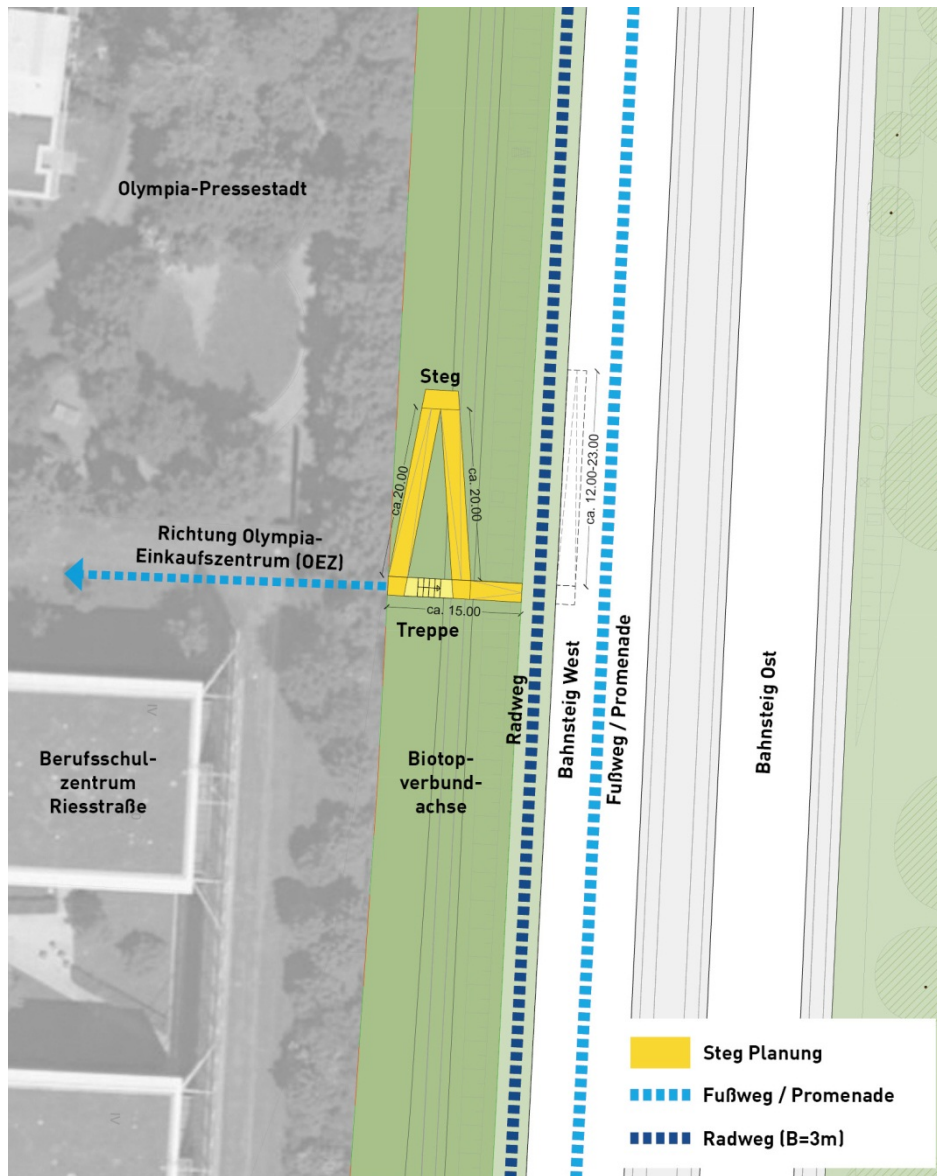 Olympia-Pressestadt
Steg
ca.20.00
ca. 20.00
ca. 12.00-23.00
Richtung Olympia-
Einkaufszentrum (OEZ)
ca. 15.00
Treppe
Radweg
Bahnsteig West
Fußweg / Promenade
Bahnsteig Ost
Berufsschul-
zentrum
Riesstraße
Biotop-
verbund-
achse
IV
IV
Steg Planung
Fußweg / Promenade
Radweg (B=3m)